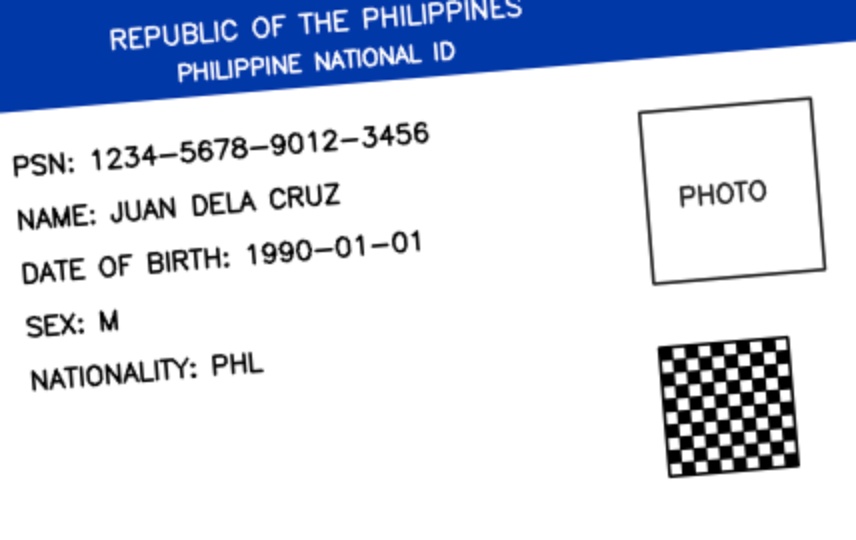 REPUBLIC OF THE PHILIPPINES
PHILIPPINE NATIONAL ID
PSN: 1234-5678-9012-3456
NAME: JUAN DELA CRUZ
DATE OF BIRTH: 1990-01-01
SEX: M
NATIONALITY: PHL
PHOTO